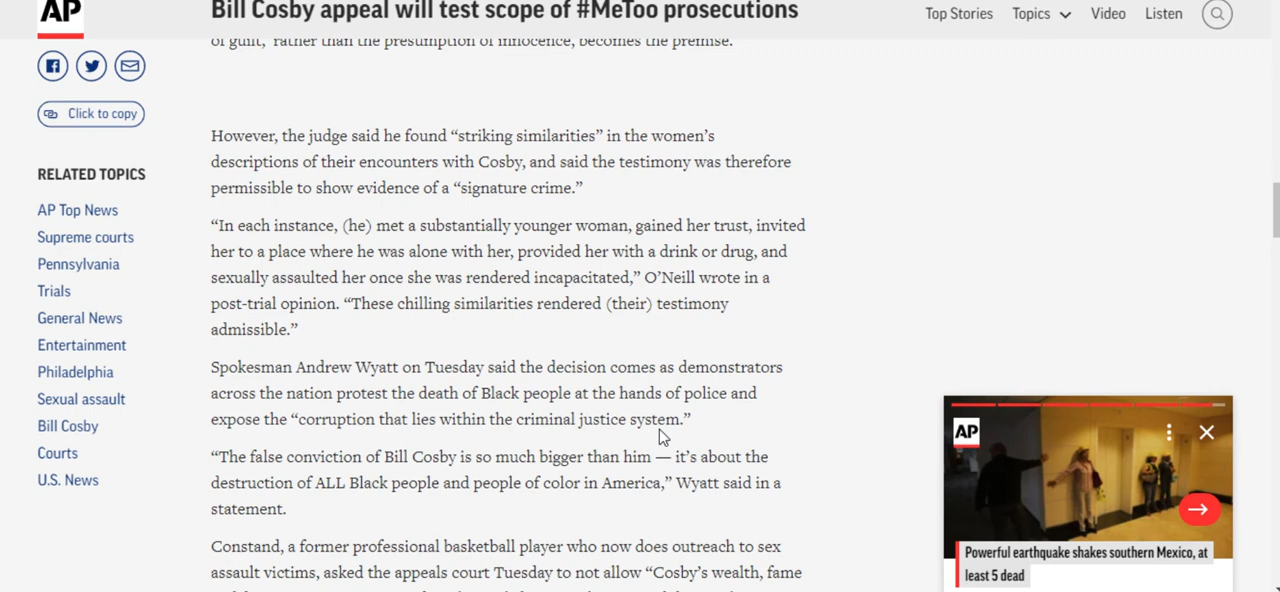 AP
Bill Cosby appeal will test scope of #MeToo prosecutions
Top Stories
Topics
Video
Listen
of guilt,’ rather than the presumption of innocence, becomes the premise.”
Click to copy
RELATED TOPICS
AP Top News
Supreme courts
Pennsylvania
Trials
General News
Entertainment
Philadelphia
Sexual assault
Bill Cosby
Courts
U.S. News
However, the judge said he found “striking similarities” in the women’s
descriptions of their encounters with Cosby, and said the testimony was therefore
permissible to show evidence of a “signature crime.”
“In each instance, (he) met a substantially younger woman, gained her trust, invited
her to a place where he was alone with her, provided her with a drink or drug, and
sexually assaulted her once she was rendered incapacitated,” O’Neill wrote in a
post-trial opinion. “These chilling similarities rendered (their) testimony
admissible.”
Spokesman Andrew Wyatt on Tuesday said the decision comes as demonstrators
across the nation protest the death of Black people at the hands of police and
expose the “corruption that lies within the criminal justice system.”
“The false conviction of Bill Cosby is so much bigger than him — it’s about the
destruction of ALL Black people and people of color in America,” Wyatt said in a
statement.
Constand, a former professional basketball player who now does outreach to sex
assault victims, asked the appeals court Tuesday to not allow “Cosby’s wealth, fame
AP
Powerful earthquake shakes southern Mexico, at
least 5 dead